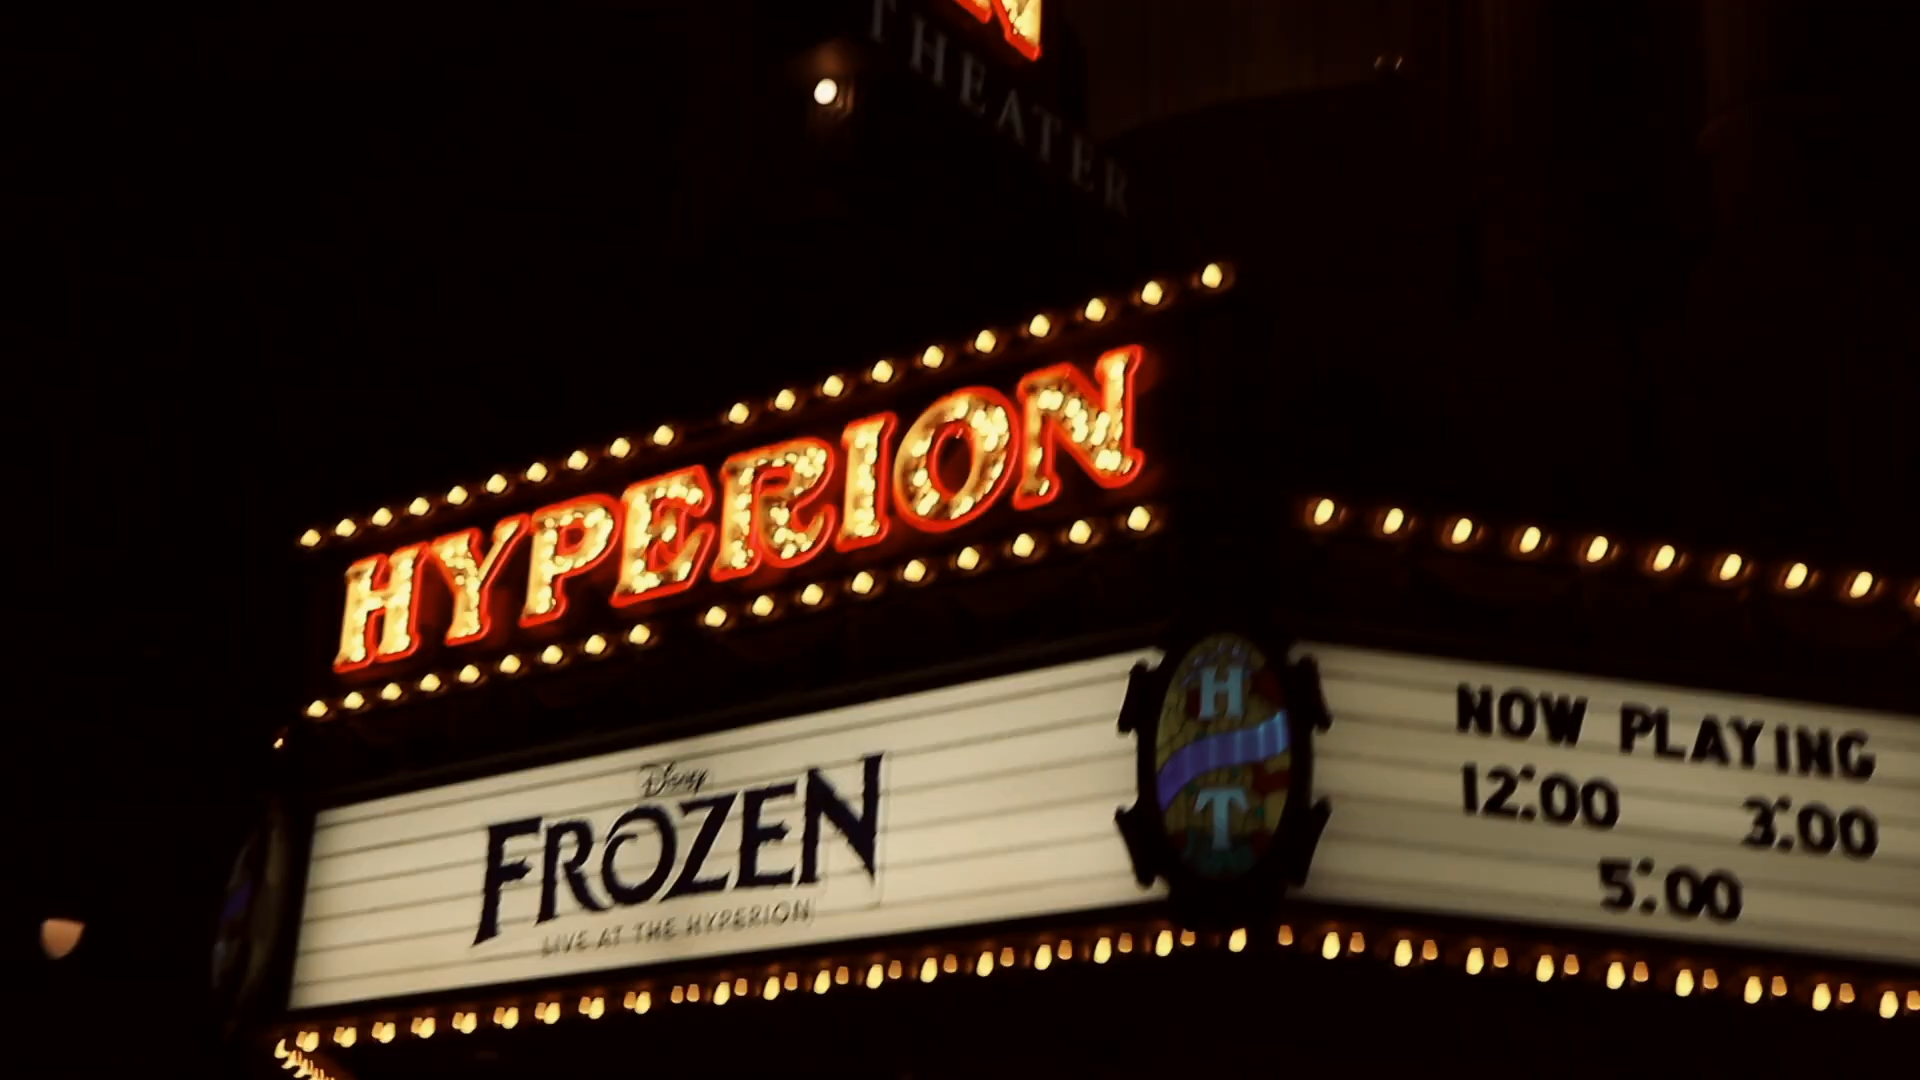 N
THEATER
HYPERION
Disney
FROZEN
LIVE AT THE HYPERION
H
T
NOW PLAYING
12:00 3:00
5:00